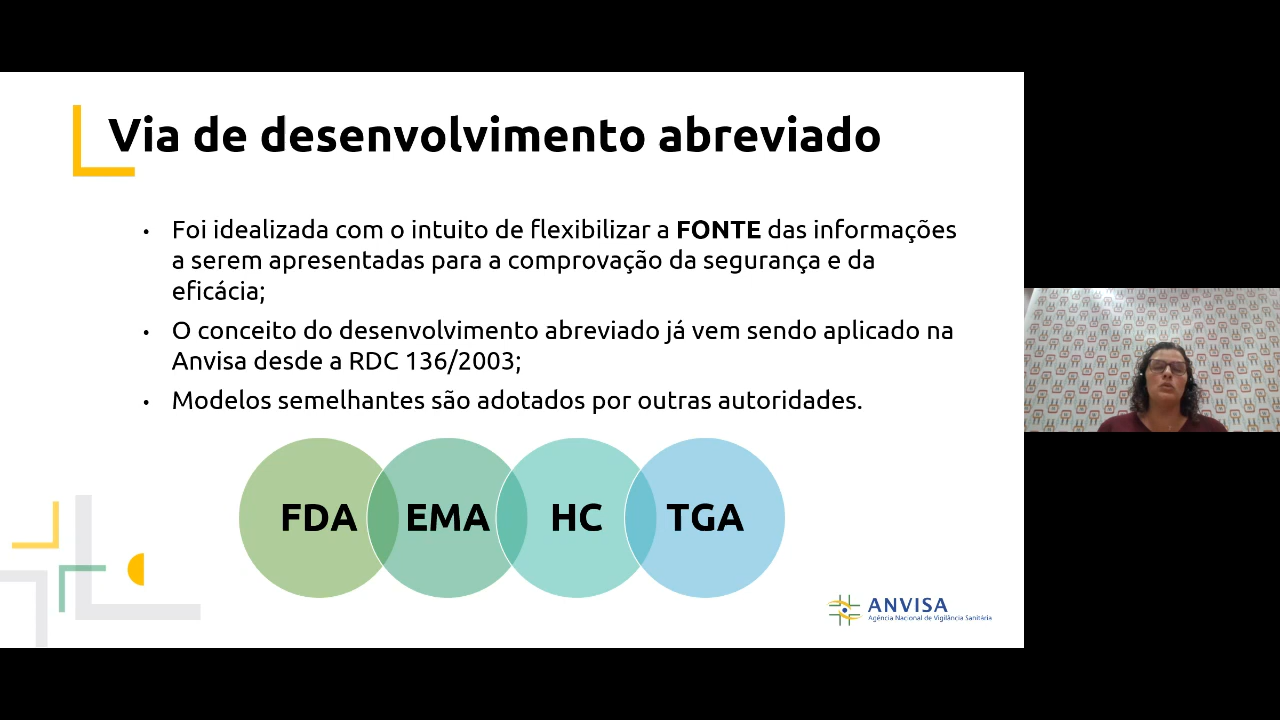 Via de desenvolvimento abreviado
• Foi idealizada com o intuito de flexibilizar a FONTE das informações
a serem apresentadas para a comprovação da segurança e da
eficácia;
• O conceito do desenvolvimento abreviado já vem sendo aplicado na
Anvisa desde a RDC 136/2003;
• Modelos semelhantes são adotados por outras autoridades.
FDA EMA HC TGA
ANVISA
Agência Nacional de Vigilância Sanitária